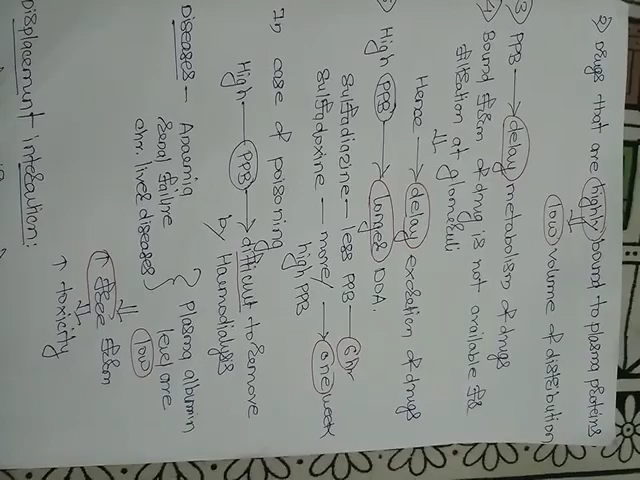 2) Drugs that are highly bound to plasma proteins
⇓
low volume of distribution
3) PPB → delay metabolism of drugs
4) Bound form of drug is not available for
filtration at glomeruli
⇓
Hence → delay excretion of drugs
High PPB → longer DOA.
Sulfadiazine – less PPB – 6hr
Sulfadoxine – more/ → one week
high PPB
In case of poisoning
High – PPB → difficult to remove
by Haemodialysis
Diseases – Anaemia
Renal failure
chr. liver diseases } Plasma albumin
level are
low
⇓
↑ free form
⇓
↑ toxicity
Displacement interaction: